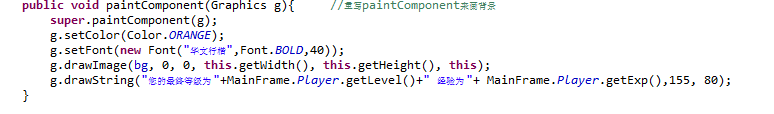 public void paintComponent(Graphics g){ //重写paintComponent来画背景
super.paintComponent(g);
g.setColor(Color.ORANGE);
g.setFont(new Font("华文行楷",Font.BOLD,40));
g.drawImage(bg, 0, 0, this.getWidth(), this.getHeight(), this);
g.drawString("您的最终等级为"+MainFrame.Player.getLevel()+" 经验为"+ MainFrame.Player.getExp(),155, 80);
}